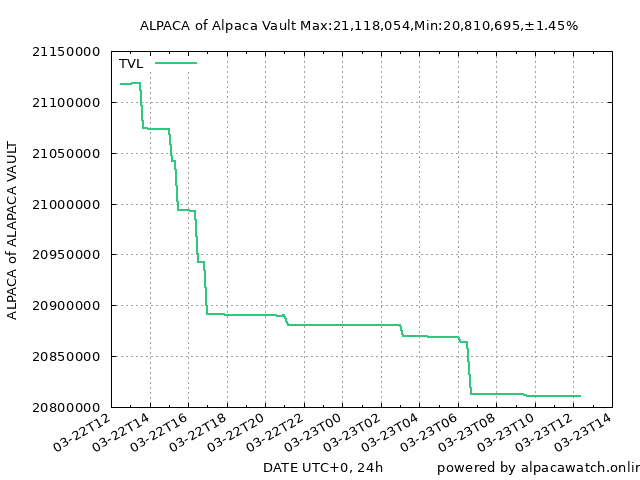 ALPACA of Alpaca Vault Max:21,118,054,Min:20,810,695,±1.45%
TVL
21150000
21100000
21050000
21000000
20950000
20900000
20850000
20800000
ALPACA of ALAPACA VAULT
03-22T12
03-22T14
03-22T16
03-22T18
03-22T20
03-22T22
03-23T00
03-23T02
03-23T04
03-23T06
03-23T08
03-23T10
03-23T12
03-23T14
DATE UTC+0, 24h
powered by alpacawatch.onlin